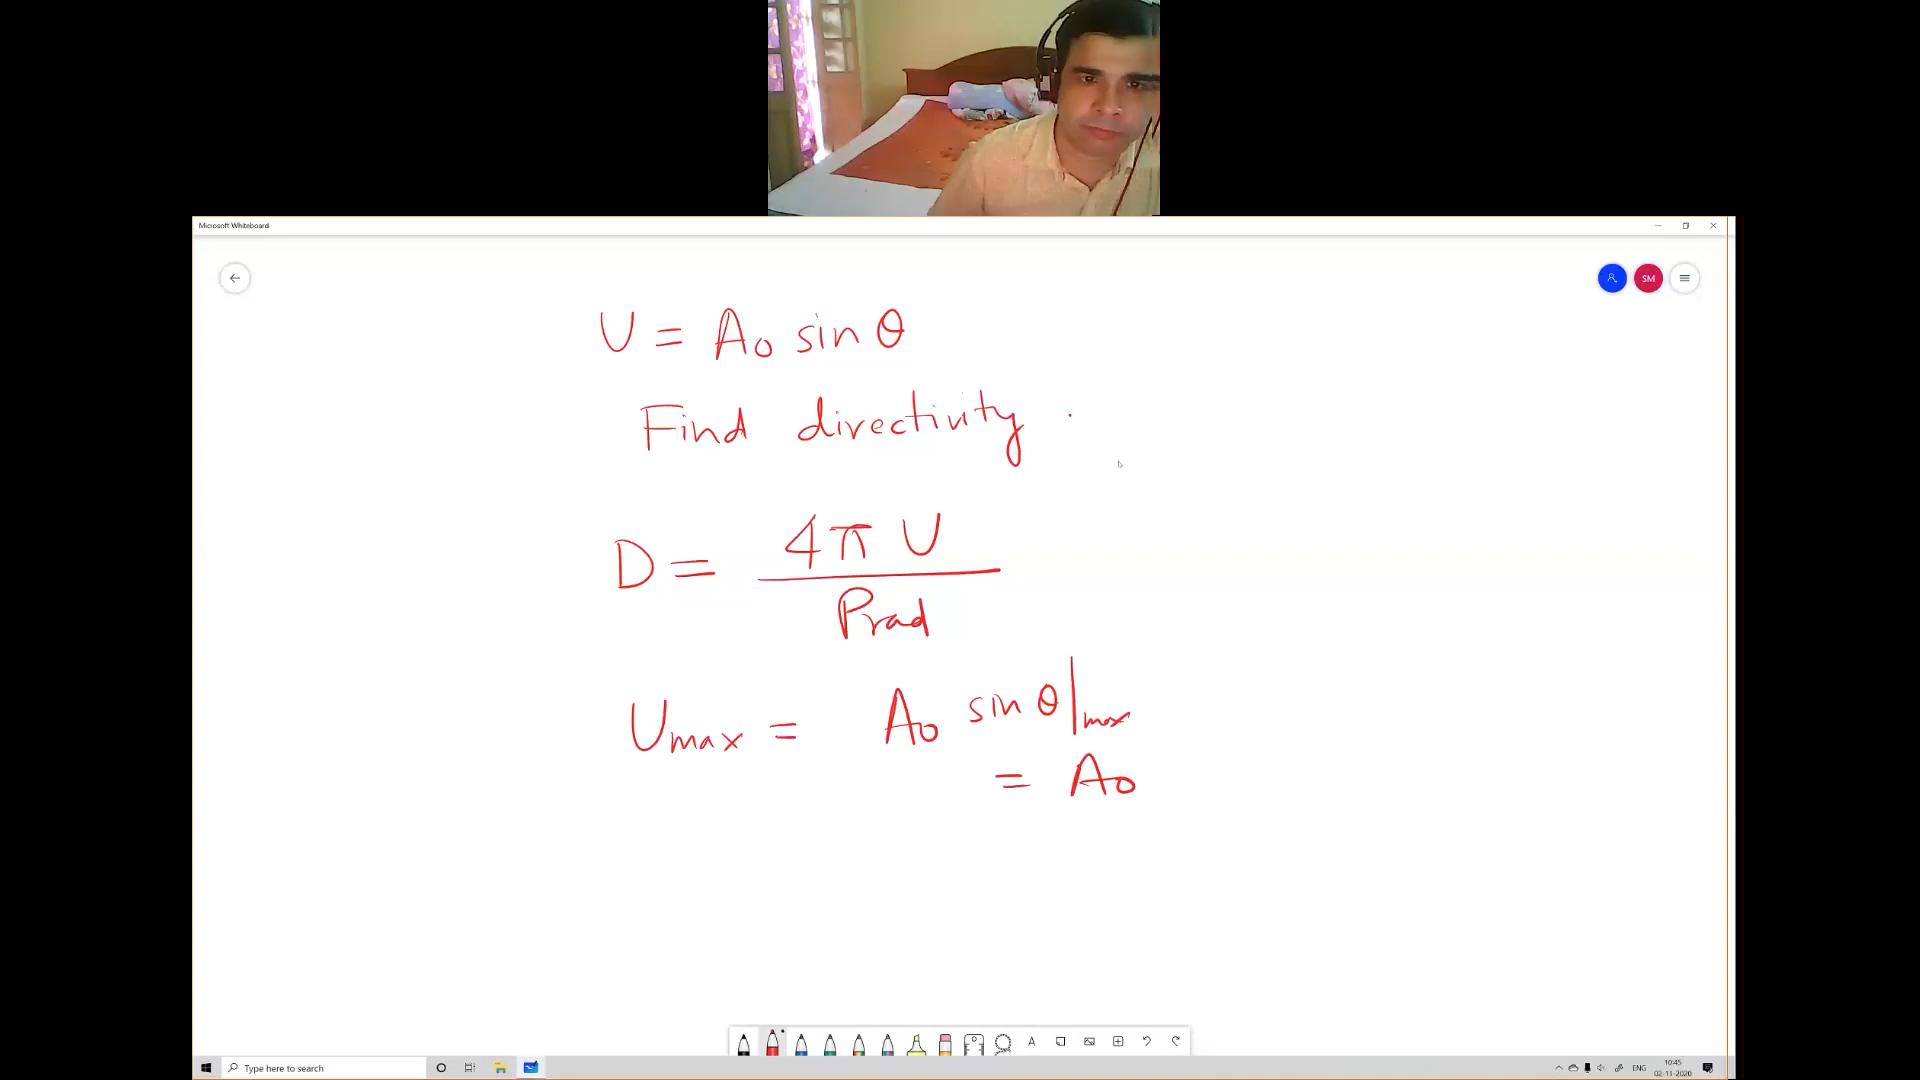 Microsoft Whiteboard
SM
U = A₀ sin θ
Find directivity .
D = 4π U / Prad
Umax = A₀ sin θ|max
= A₀
A
Type here to search
ENG
10:45
02-11-2020